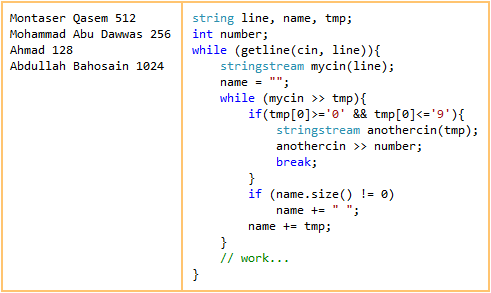 Montaser Qasem 512
Mohammad Abu Dawwas 256
Ahmad 128
Abdullah Bahosain 1024
string line, name, tmp;
int number;
while (getline(cin, line)){
    stringstream mycin(line);
    name = "";
    while (mycin >> tmp){
        if(tmp[0]>='0' && tmp[0]<='9'){
            stringstream anothercin(tmp);
            anothercin >> number;
            break;
        }
        if (name.size() != 0)
            name += " ";
        name += tmp;
    }
    // work...
}